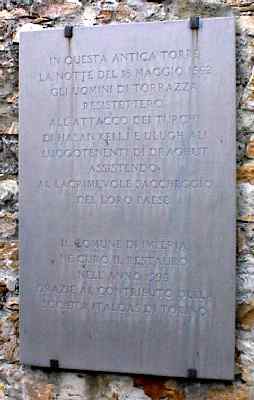 IN QUESTA ANTICA TORRE
LA NOTTE DEL MAGGIO
GLI UOMINI DI TORRAZZA
RESISTETTERO
ALL'ATTACCO DEI TURCHI
DI HASAN KELLI E ULUGH ALI
LUOGOTENENTI DI DRAGHUT
ASSISTENDO
AL LACRIMEVOLE SACCHEGGIO
DEL LORO PAESE
IL COMUNE DI IMPERIA
NE CURÒ IL RESTAURO
NELL'ANNO
GRAZIE AL CONTRIBUTO DELLA
SOCIETÀ ITALGAS DI TORINO